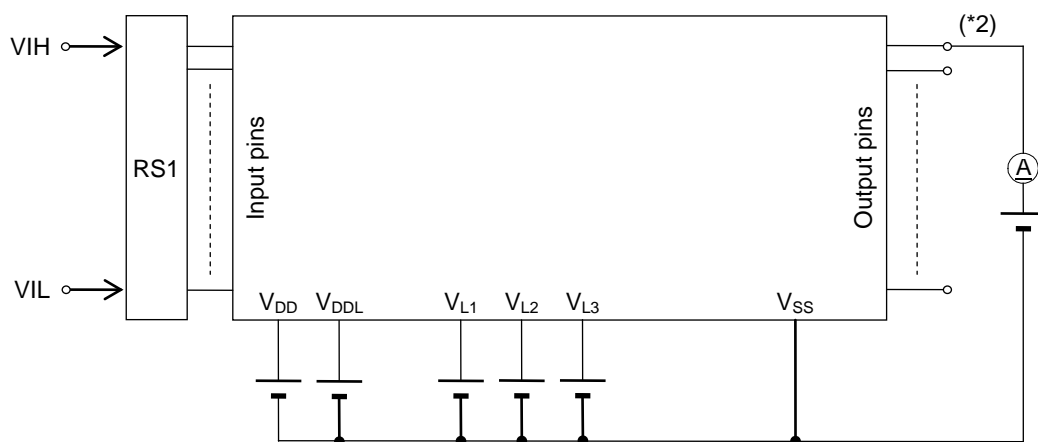 (*2)
VIH
RS1
Input pins
Output pins
A
VIL
VDD
VDDL
VL1
VL2
VL3
VSS